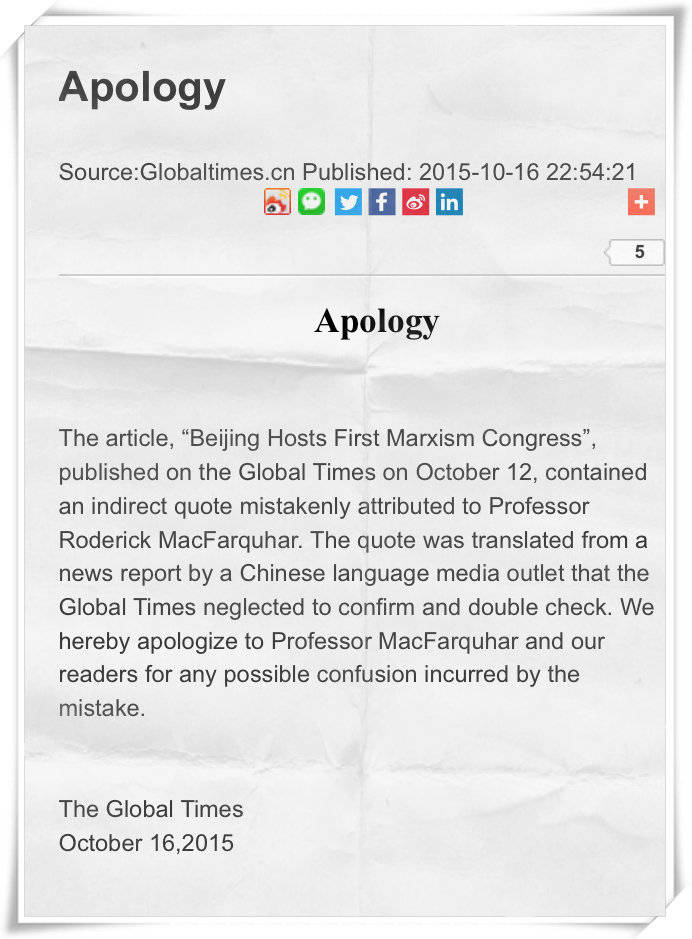 Apology
Source:Globaltimes.cn Published: 2015-10-16 22:54:21
5
Apology
The article, “Beijing Hosts First Marxism Congress”,
published on the Global Times on October 12, contained
an indirect quote mistakenly attributed to Professor
Roderick MacFarquhar. The quote was translated from a
news report by a Chinese language media outlet that the
Global Times neglected to confirm and double check. We
hereby apologize to Professor MacFarquhar and our
readers for any possible confusion incurred by the
mistake.
The Global Times
October 16,2015